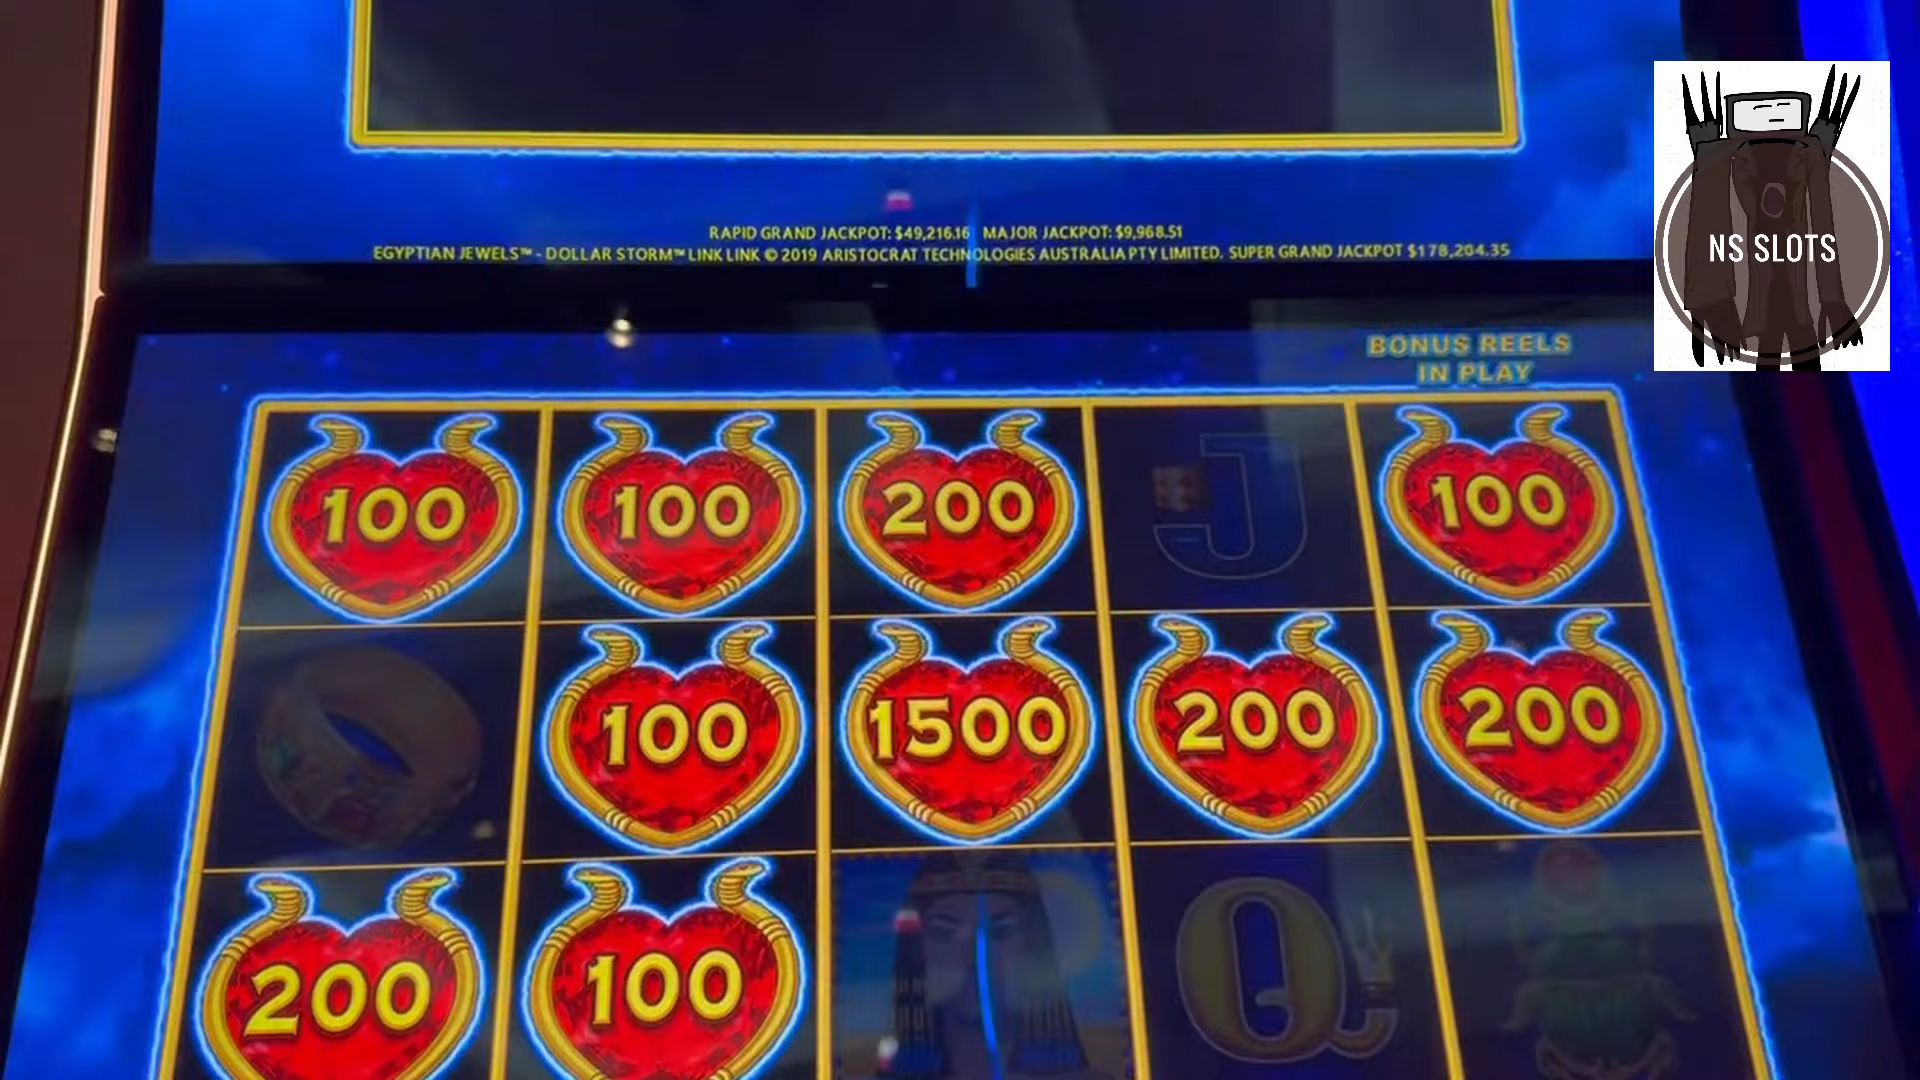 RAPID GRAND JACKPOT: $49,216.16 MAJOR JACKPOT: $9,968.51
EGYPTIAN JEWELS™ - DOLLAR STORM™ LINK LINK © 2019 ARISTOCRAT TECHNOLOGIES AUSTRALIA PTY LIMITED. SUPER GRAND JACKPOT $178,204.35
NS SLOTS
BONUS REELS
IN PLAY
100 100 200 J 100
100 1500 200 200
200 100 Q